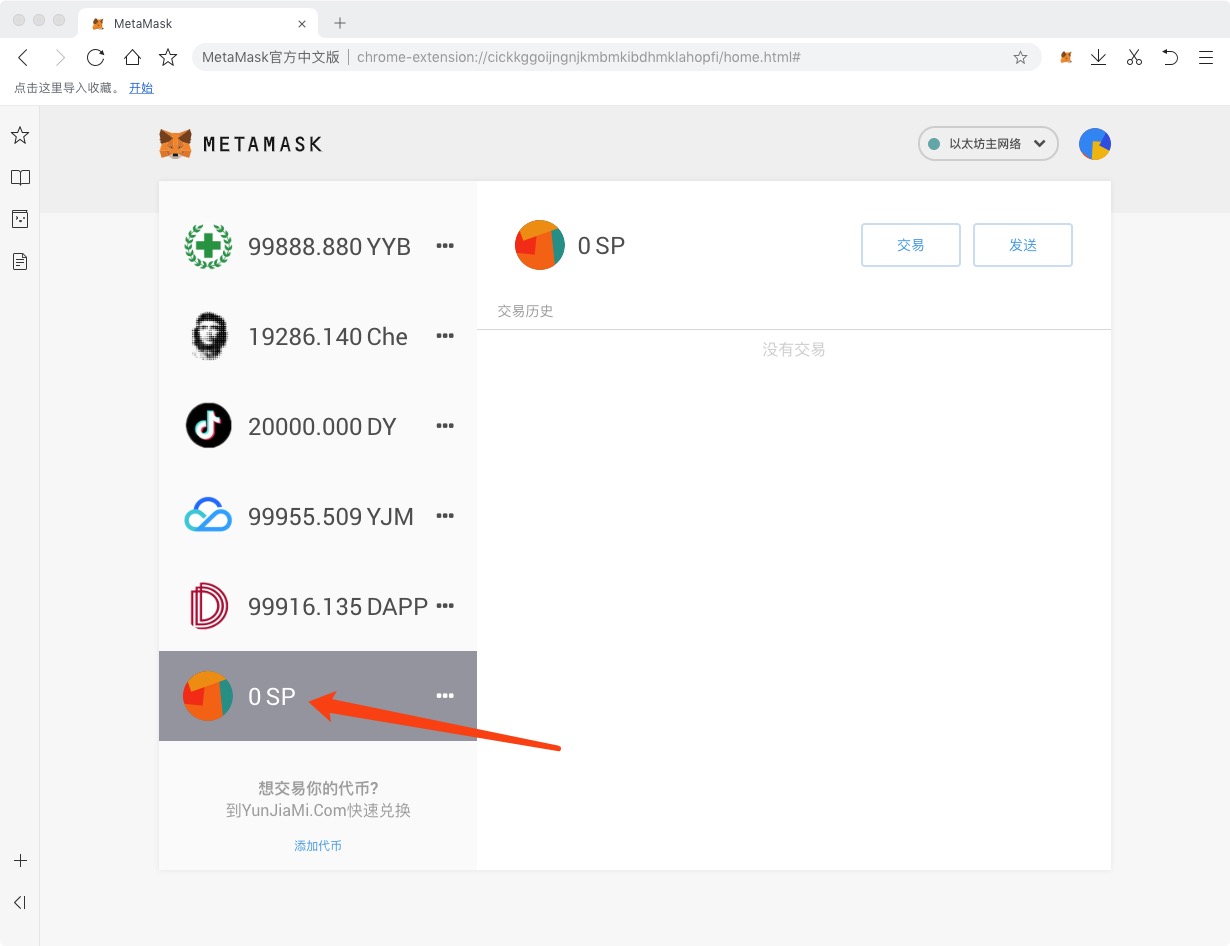 MetaMask
MetaMask官方中文版 chrome-extension://cickkggoijngnjkmbmkibdhmklahopfi/home.html#
点击这里导入收藏。 开始
METAMASK
以太坊主网络
99888.880 YYB
19286.140 Che
20000.000 DY
99955.509 YJM
99916.135 DAPP
0 SP
想交易你的代币?
到YunJiaMi.Com快速兑换
添加代币
0 SP
交易
发送
交易历史
没有交易